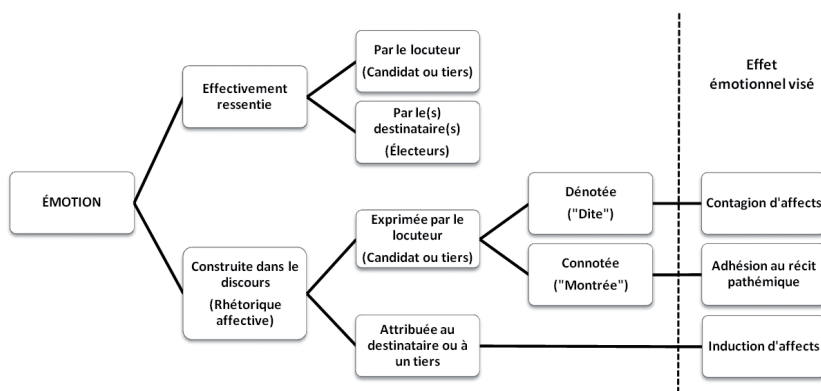 Par le locuteur
(Candidat ou tiers)
Effet
émotionnel visé
Effectivement
ressentie
Par le(s)
destinataire(s)
(Électeurs)
ÉMOTION
Dénotée
("Dite")
Contagion d'affects
Exprimée par le
locuteur
(Candidat ou tiers)
Construite dans le
discours
(Rhétorique
affective)
Connotée
("Montrée")
Adhésion au récit
pathémique
Attribuée au
destinataire ou à
un tiers
Induction d'affects